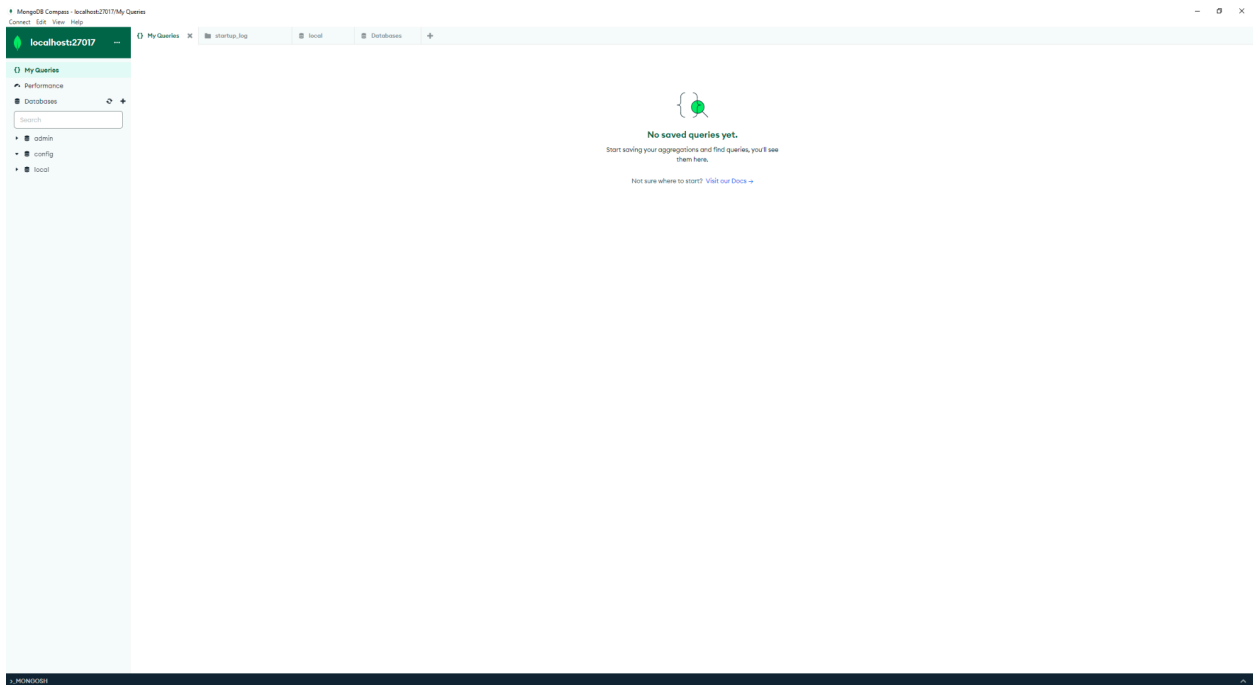 MongoDB Compass - localhost:27017/My Queries
Connect Edit View Help
localhost:27017 ...
{} My Queries
Performance
Databases
Search
admin
config
local
{} My Queries startup_log local Databases
No saved queries yet.
Start saving your aggregations and find queries, you'll see
them here.
Not sure where to start? Visit our Docs →
>_MONGOSH